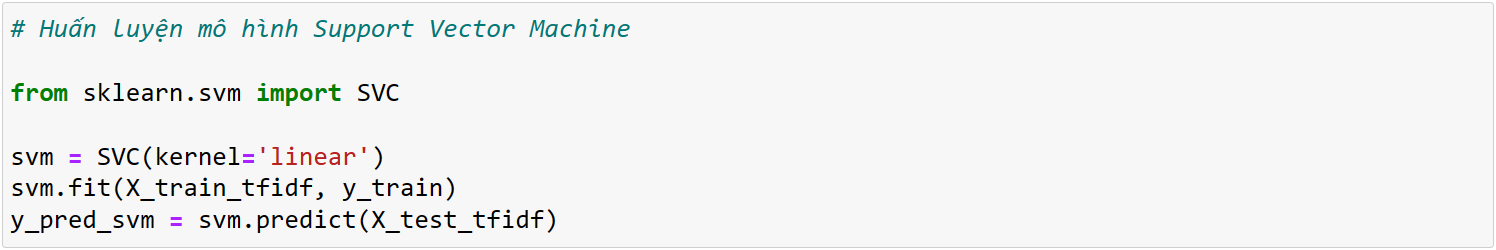 # Huấn luyện mô hình Support Vector Machine
from sklearn.svm import SVC
svm = SVC(kernel='linear')
svm.fit(X_train_tfidf, y_train)
y_pred_svm = svm.predict(X_test_tfidf)